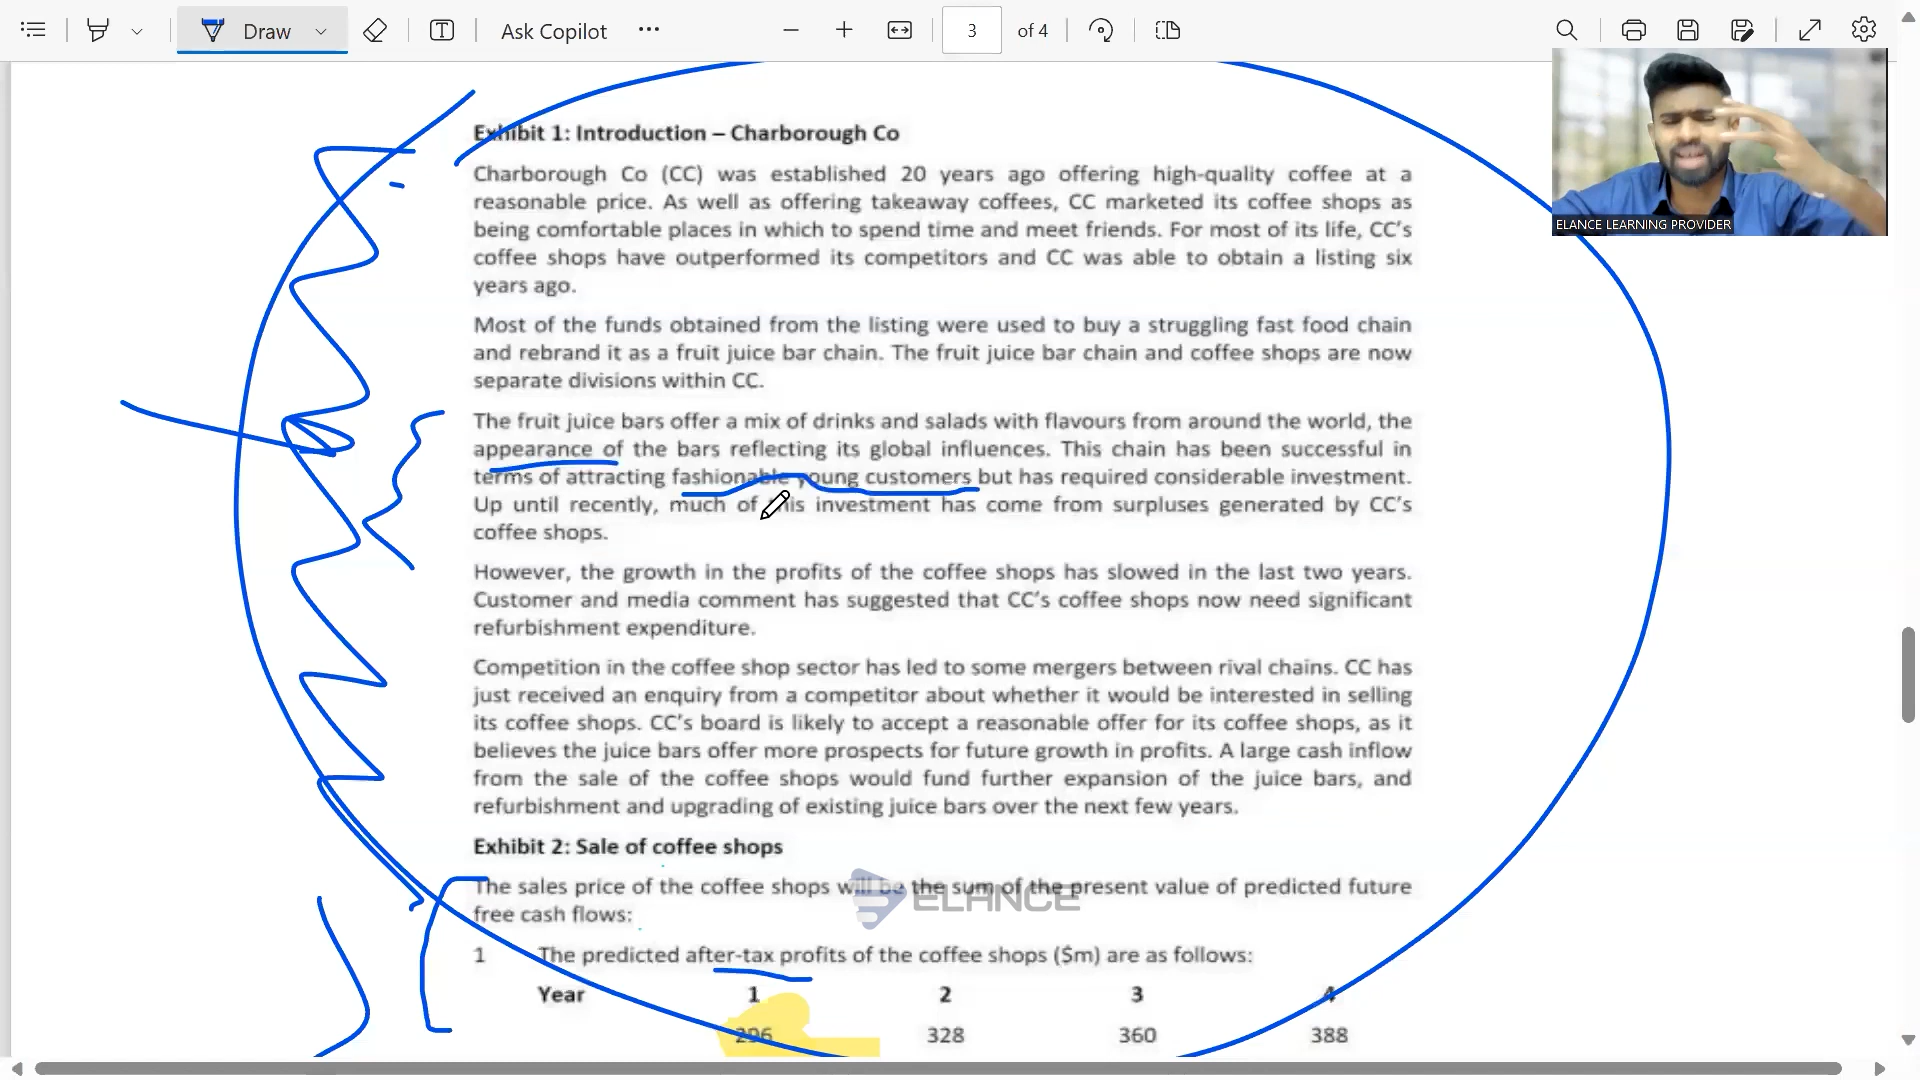 Draw
Ask Copilot
3
of 4
ELANCE LEARNING PROVIDER
Exhibit 1: Introduction – Charborough Co
Charborough Co (CC) was established 20 years ago offering high-quality coffee at a
reasonable price. As well as offering takeaway coffees, CC marketed its coffee shops as
being comfortable places in which to spend time and meet friends. For most of its life, CC's
coffee shops have outperformed its competitors and CC was able to obtain a listing six
years ago.
Most of the funds obtained from the listing were used to buy a struggling fast food chain
and rebrand it as a fruit juice bar chain. The fruit juice bar chain and coffee shops are now
separate divisions within CC.
The fruit juice bars offer a mix of drinks and salads with flavours from around the world, the
appearance of the bars reflecting its global influences. This chain has been successful in
terms of attracting fashionable young customers but has required considerable investment.
Up until recently, much of this investment has come from surpluses generated by CC's
coffee shops.
However, the growth in the profits of the coffee shops has slowed in the last two years.
Customer and media comment has suggested that CC's coffee shops now need significant
refurbishment expenditure.
Competition in the coffee shop sector has led to some mergers between rival chains. CC has
just received an enquiry from a competitor about whether it would be interested in selling
its coffee shops. CC's board is likely to accept a reasonable offer for its coffee shops, as it
believes the juice bars offer more prospects for future growth in profits. A large cash inflow
from the sale of the coffee shops would fund further expansion of the juice bars, and
refurbishment and upgrading of existing juice bars over the next few years.
Exhibit 2: Sale of coffee shops
The sales price of the coffee shops will be the sum of the present value of predicted future
free cash flows:
ELANCE
1 The predicted after-tax profits of the coffee shops ($m) are as follows:
Year 1 2 3 4
296 328 360 388